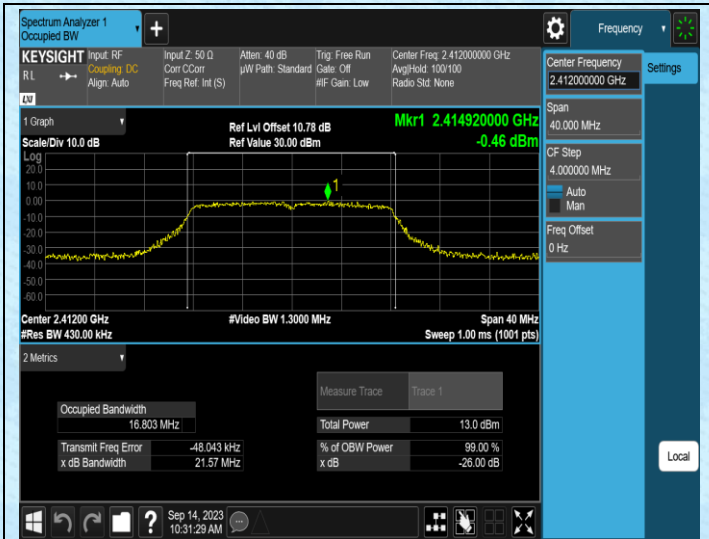 Spectrum Analyzer 1
Occupied BW
+
Frequency
KEYSIGHT
RL
LXI
Input: RF
Coupling: DC
Align: Auto
Input Z: 50 Ω
Corr CCorr
Freq Ref: Int (S)
Atten: 40 dB
µW Path: Standard
Trig: Free Run
Gate: Off
#IF Gain: Low
Center Freq: 2.412000000 GHz
Avg|Hold: 100/100
Radio Std: None
Center Frequency
2.412000000 GHz
Settings
Span
40.000 MHz
CF Step
4.000000 MHz
Auto
Man
Freq Offset
0 Hz
Local
1 Graph
Scale/Div 10.0 dB
Ref Lvl Offset 10.78 dB
Ref Value 30.00 dBm
Mkr1 2.414920000 GHz
-0.46 dBm
Log
20.0
10.0
0.00
-10.0
-20.0
-30.0
-40.0
-50.0
-60.0
1
Center 2.41200 GHz
#Video BW 1.3000 MHz
Span 40 MHz
#Res BW 430.00 kHz
Sweep 1.00 ms (1001 pts)
2 Metrics
Measure Trace Trace 1
Occupied Bandwidth
16.803 MHz
Total Power 13.0 dBm
Transmit Freq Error -48.043 kHz
% of OBW Power 99.00 %
x dB Bandwidth 21.57 MHz
x dB -26.00 dB
?
Sep 14, 2023
10:31:29 AM